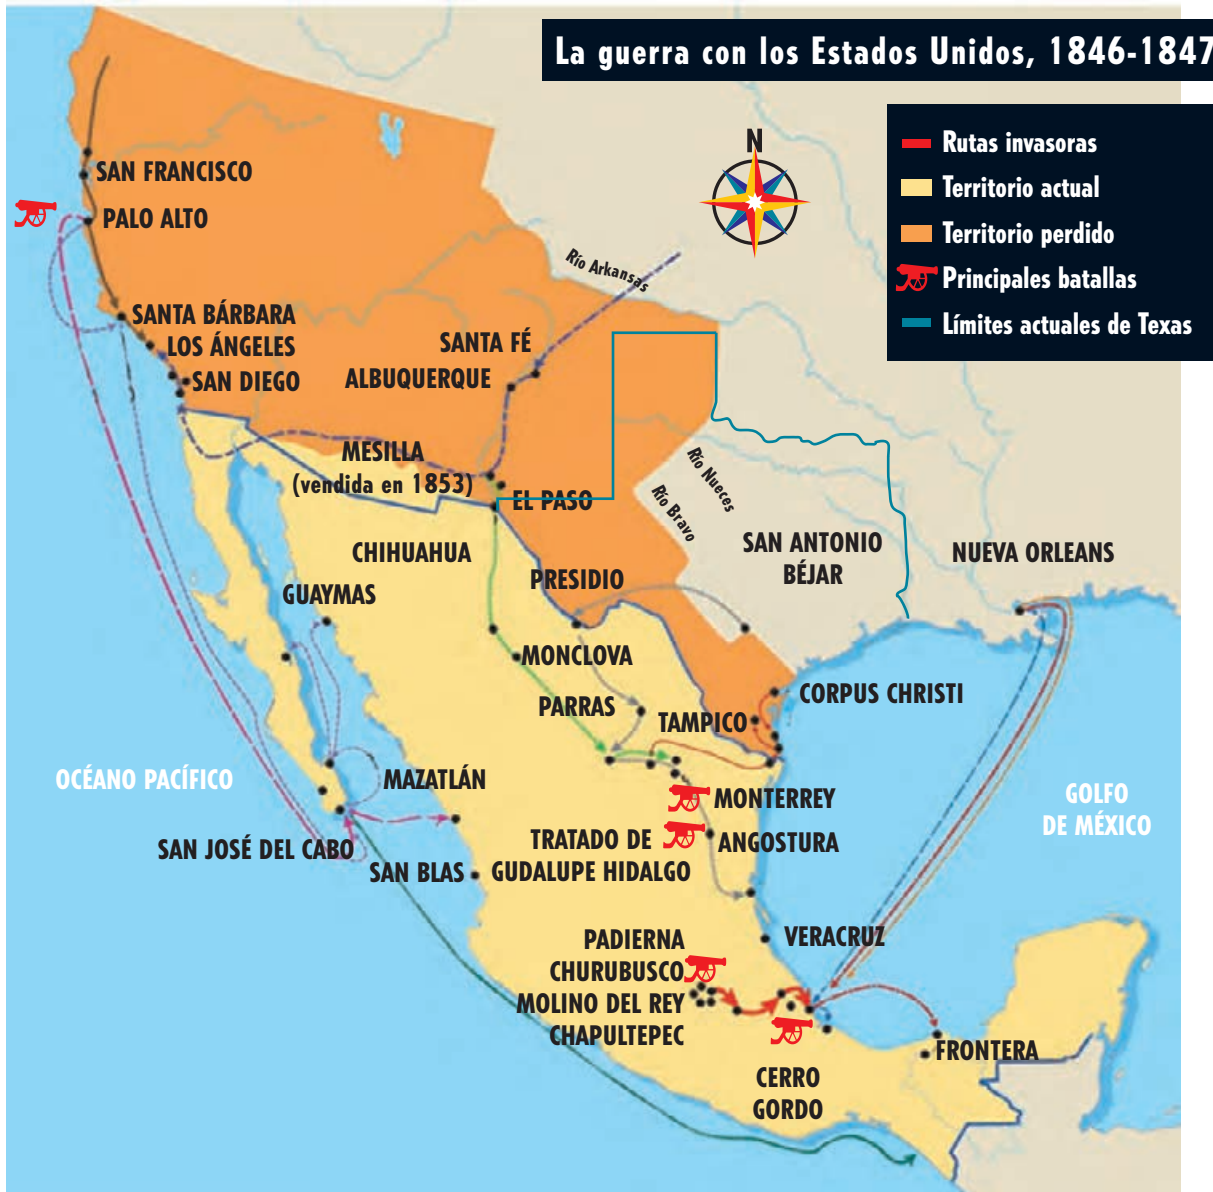 La guerra con los Estados Unidos, 1846-1847
N
Rutas invasoras
Territorio actual
Territorio perdido
Principales batallas
Límites actuales de Texas
SAN FRANCISCO
PALO ALTO
Río Arkansas
SANTA BÁRBARA
LOS ÁNGELES
SANTA FÉ
SAN DIEGO
ALBUQUERQUE
MESILLA
(vendida en 1853)
Río Nueces
Río Bravo
EL PASO
CHIHUAHUA
SAN ANTONIO
BÉJAR
NUEVA ORLEANS
PRESIDIO
GUAYMAS
MONCLOVA
CORPUS CHRISTI
PARRAS
TAMPICO
OCÉANO PACÍFICO
MAZATLÁN
MONTERREY
GOLFO
DE MÉXICO
TRATADO DE
GUDALUPE HIDALGO
ANGOSTURA
SAN JOSÉ DEL CABO
SAN BLAS
VERACRUZ
PADIERNA
CHURUBUSCO
MOLINO DEL REY
CHAPULTEPEC
FRONTERA
CERRO
GORDO